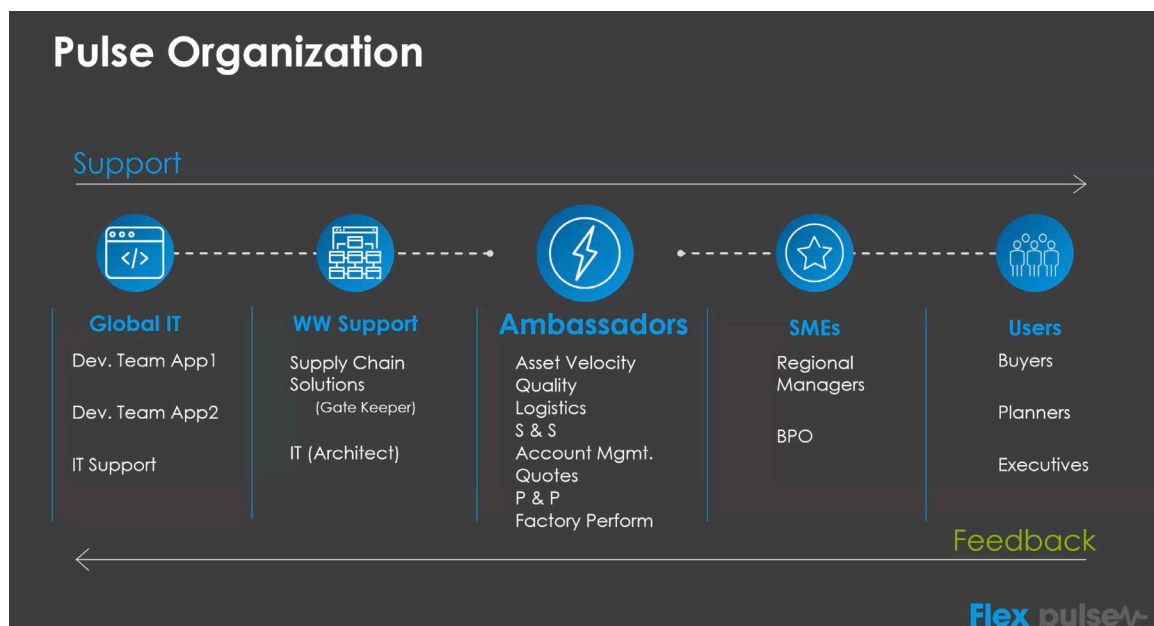 Pulse Organization
Support
Global IT
Dev. Team App1
Dev. Team App2
IT Support
WW Support
Supply Chain
Solutions
(Gate Keeper)
IT (Architect)
Ambassadors
Asset Velocity
Quality
Logistics
S & S
Account Mgmt.
Quotes
P & P
Factory Perform
SMEs
Regional
Managers
BPO
Users
Buyers
Planners
Executives
Feedback
Flex pulse